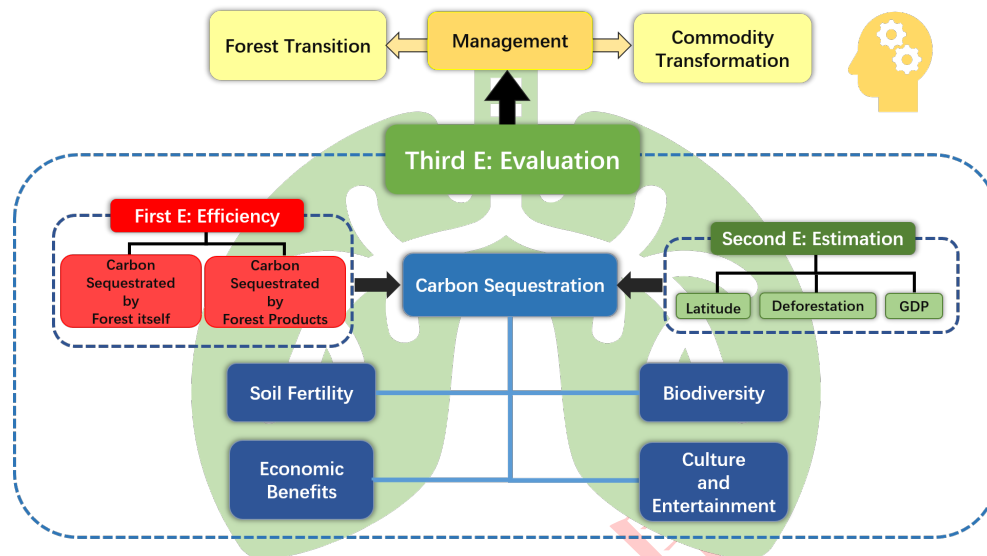 Forest Transition
Management
Commodity
Transformation
Third E: Evaluation
First E: Efficiency
Carbon
Sequestrated
by
Forest itself
Carbon
Sequestrated
by
Forest Products
Carbon Sequestration
Second E: Estimation
Latitude
Deforestation
GDP
Soil Fertility
Biodiversity
Economic
Benefits
Culture
and
Entertainment